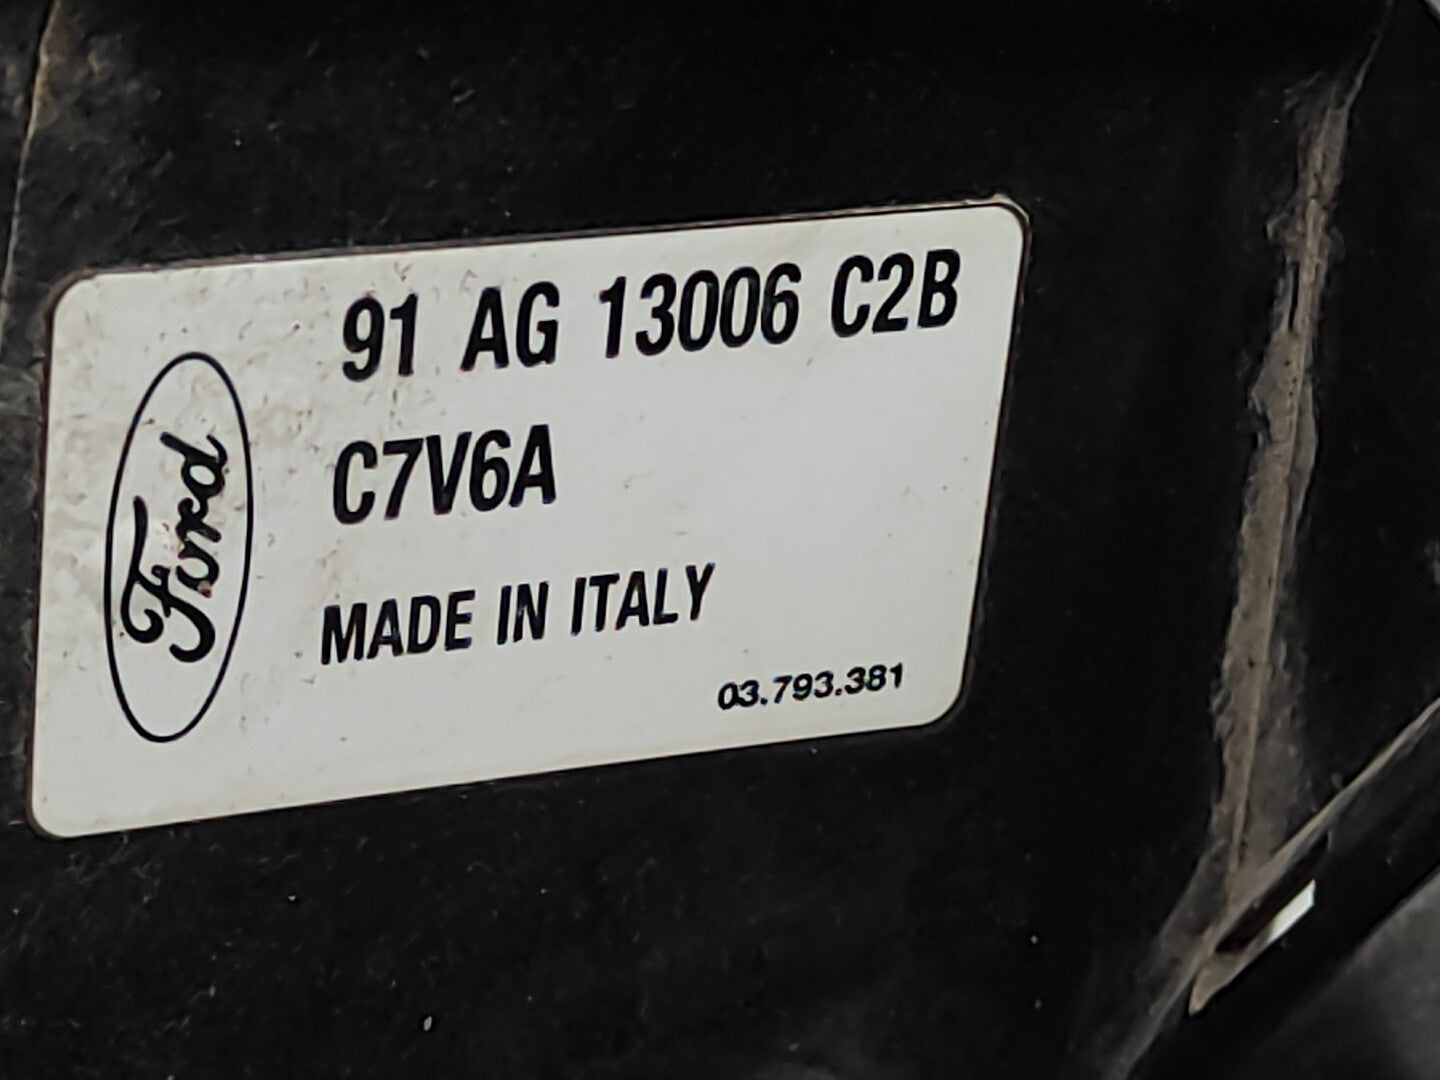 91 AG 13006 C2B
C7V6A
MADE IN ITALY
03.793.381
Ford